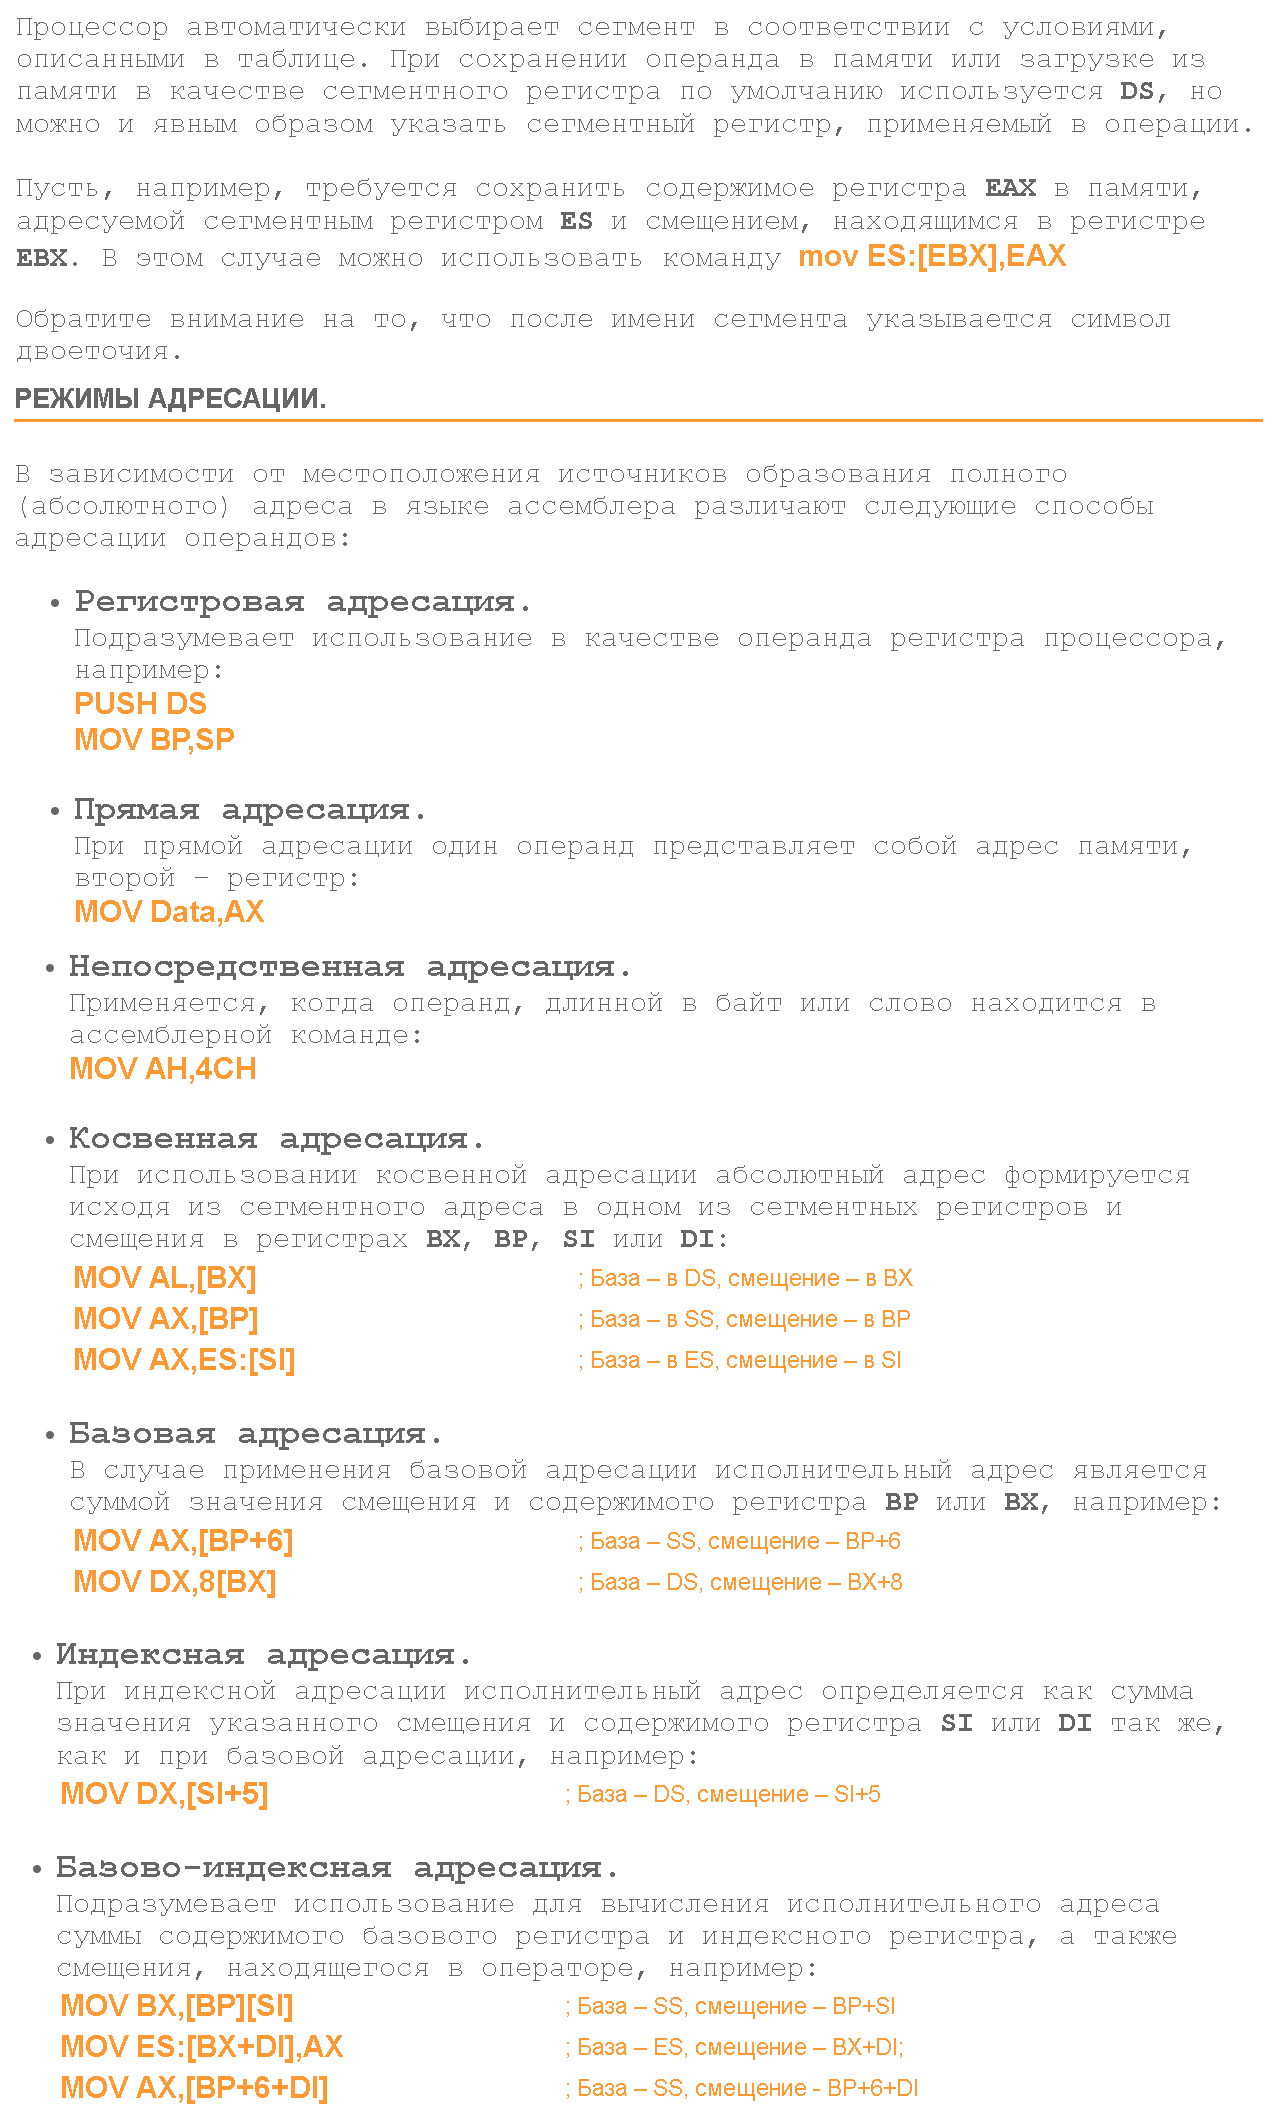 Процессор автоматически выбирает сегмент в соответствии с условиями,
описанными в таблице. При сохранении операнда в памяти или загрузке из
памяти в качестве сегментного регистра по умолчанию используется DS, но
можно и явным образом указать сегментный регистр, применяемый в операции.
Пусть, например, требуется сохранить содержимое регистра EAX в памяти,
адресуемой сегментным регистром ES и смещением, находящимся в регистре
EBX. В этом случае можно использовать команду mov ES:[EBX],EAX
Обратите внимание на то, что после имени сегмента указывается символ
двоеточия.
РЕЖИМЫ АДРЕСАЦИИ.
В зависимости от местоположения источников образования полного
(абсолютного) адреса в языке ассемблера различают следующие способы
адресации операндов:
• Регистровая адресация.
Подразумевает использование в качестве операнда регистра процессора,
например:
PUSH DS
MOV BP,SP
• Прямая адресация.
При прямой адресации один операнд представляет собой адрес памяти,
второй – регистр:
MOV Data,AX
• Непосредственная адресация.
Применяется, когда операнд, длинной в байт или слово находится в
ассемблерной команде:
MOV AH,4CH
• Косвенная адресация.
При использовании косвенной адресации абсолютный адрес формируется
исходя из сегментного адреса в одном из сегментных регистров и
смещения в регистрах BX, BP, SI или DI:
MOV AL,[BX] ; База – в DS, смещение – в BX
MOV AX,[BP] ; База – в SS, смещение – в BP
MOV AX,ES:[SI] ; База – в ES, смещение – в SI
• Базовая адресация.
В случае применения базовой адресации исполнительный адрес является
суммой значения смещения и содержимого регистра BP или BX, например:
MOV AX,[BP+6] ; База – SS, смещение – BP+6
MOV DX,8[BX] ; База – DS, смещение – BX+8
• Индексная адресация.
При индексной адресации исполнительный адрес определяется как сумма
значения указанного смещения и содержимого регистра SI или DI так же,
как и при базовой адресации, например:
MOV DX,[SI+5] ; База – DS, смещение – SI+5
• Базово-индексная адресация.
Подразумевает использование для вычисления исполнительного адреса
суммы содержимого базового регистра и индексного регистра, а также
смещения, находящегося в операторе, например:
MOV BX,[BP][SI] ; База – SS, смещение – BP+SI
MOV ES:[BX+DI],AX ; База – ES, смещение – BX+DI;
MOV AX,[BP+6+DI] ; База – SS, смещение - BP+6+DI